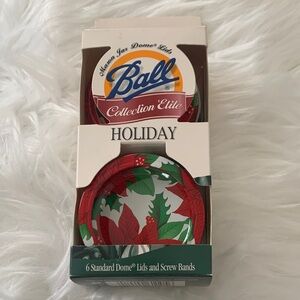 Mason Jar Dome® Lids
Ball
Collection Elite
HOLIDAY
6 Standard Dome® Lids and Screw Bands